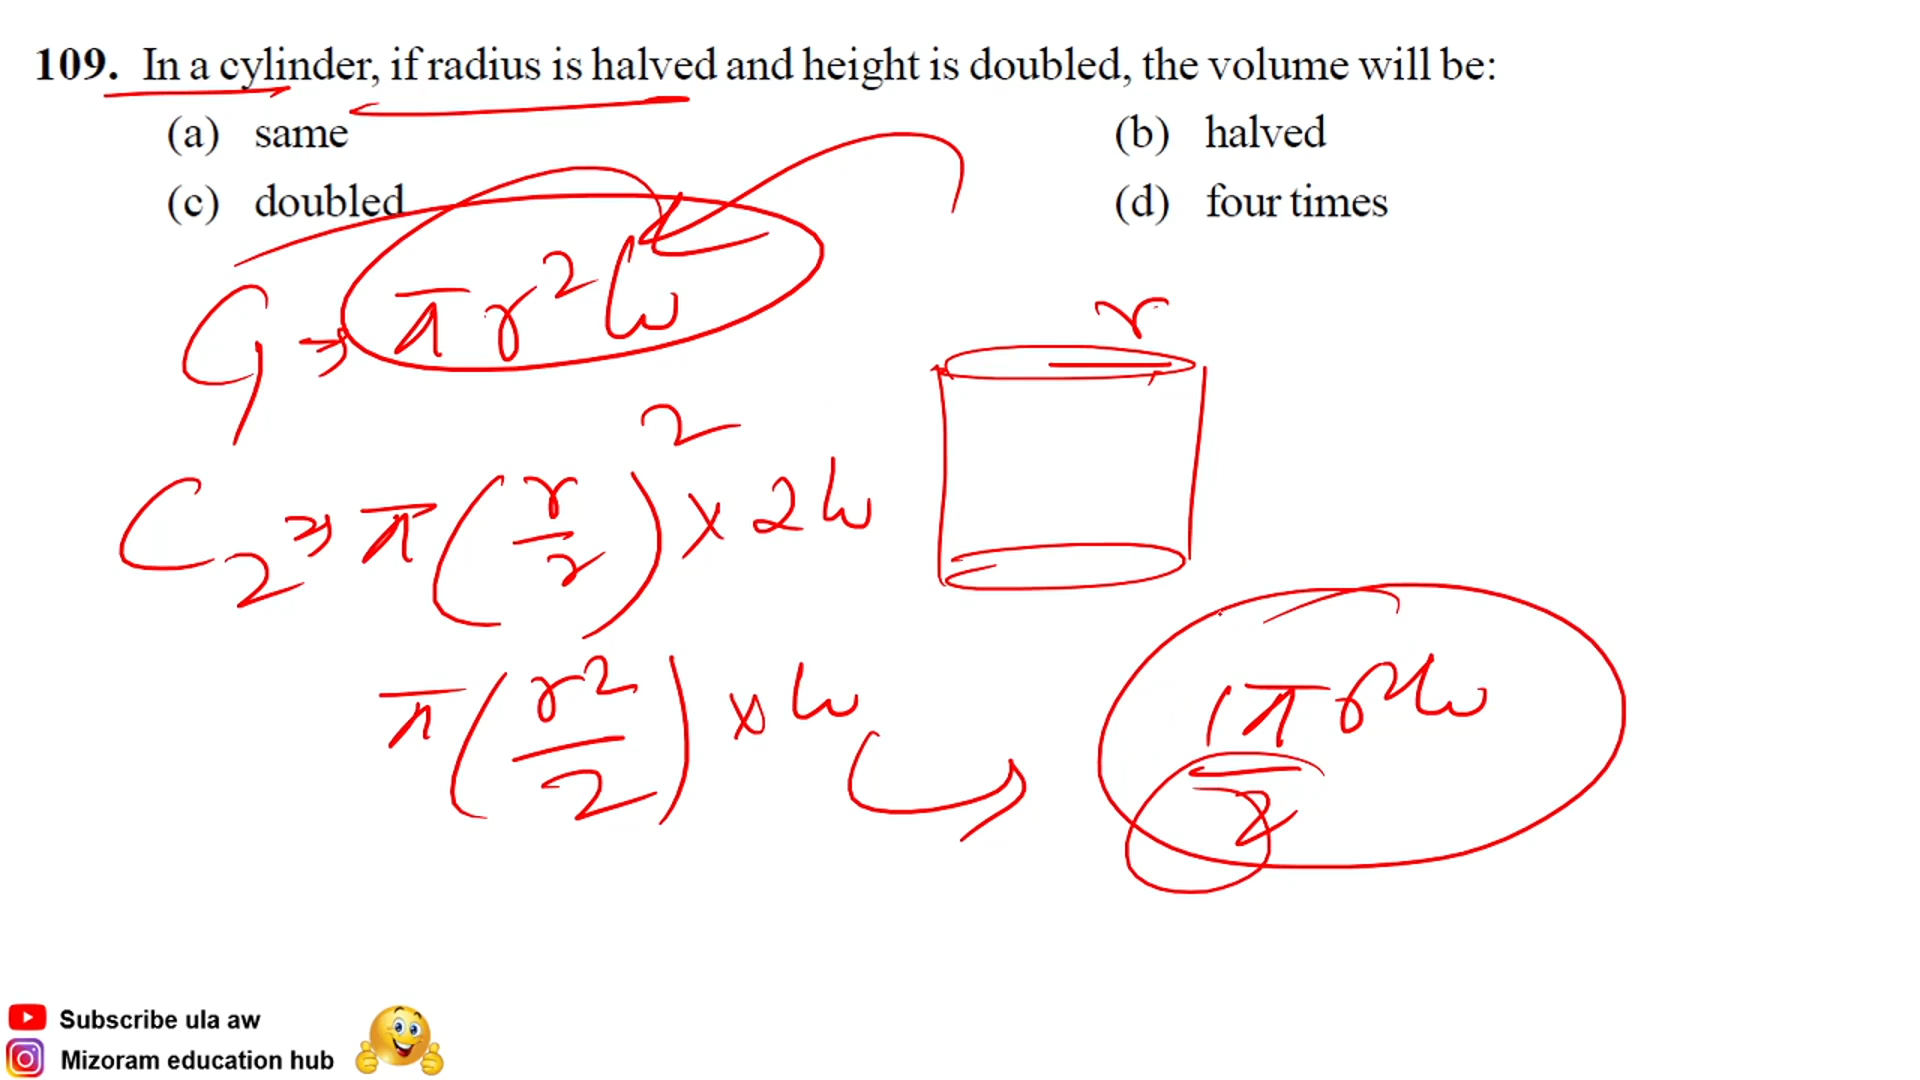 109. In a cylinder, if radius is halved and height is doubled, the volume will be:
(a) same (b) halved
(c) doubled (d) four times
C₁ → πr²h
r
C₂ ⇒ π(r/2)² × 2h
π(r²/2) × h
1πr²h/2
Subscribe ula aw
Mizoram education hub